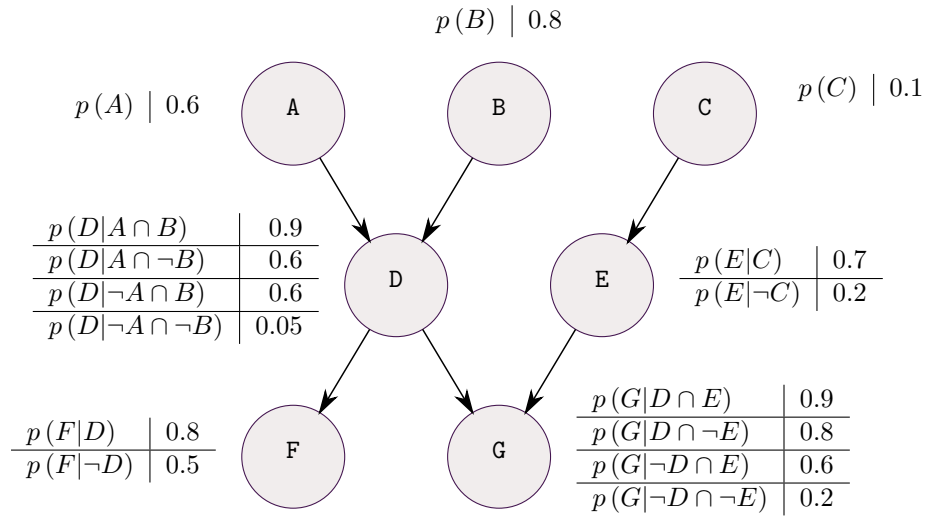 p (B) | 0.8
p (A) | 0.6
A
B
C
p (C) | 0.1
p (D|A ∩ B) | 0.9
p (D|A ∩ ¬B) | 0.6
p (D|¬A ∩ B) | 0.6
p (D|¬A ∩ ¬B) | 0.05
D
E
p (E|C) | 0.7
p (E|¬C) | 0.2
p (F|D) | 0.8
p (F|¬D) | 0.5
F
G
p (G|D ∩ E) | 0.9
p (G|D ∩ ¬E) | 0.8
p (G|¬D ∩ E) | 0.6
p (G|¬D ∩ ¬E) | 0.2